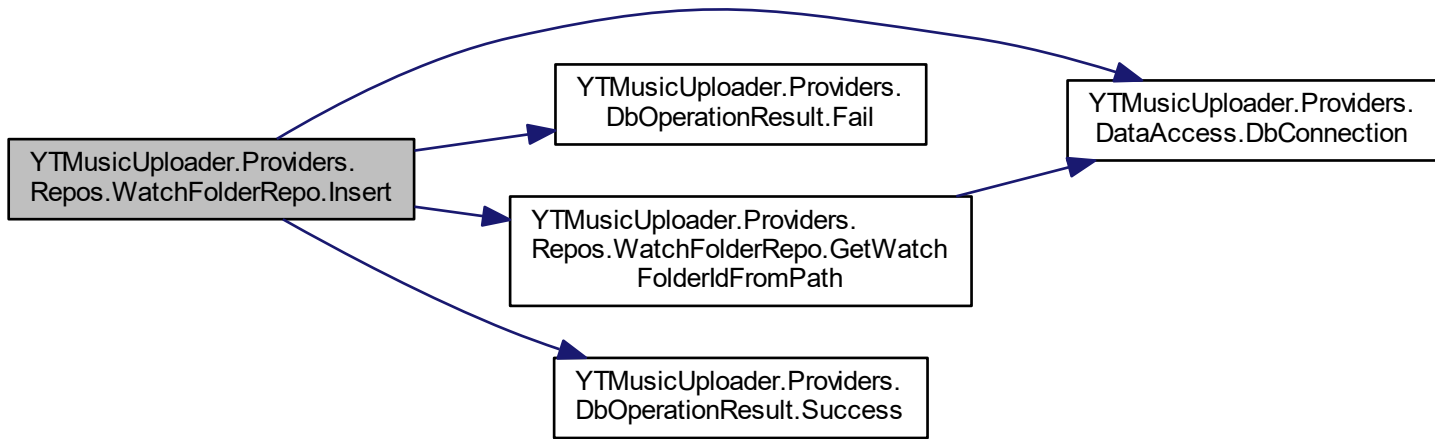 YTMusicUploader.Providers.
Repos.WatchFolderRepo.Insert
YTMusicUploader.Providers.
DbOperationResult.Fail
YTMusicUploader.Providers.
Repos.WatchFolderRepo.GetWatch
FolderIdFromPath
YTMusicUploader.Providers.
DbOperationResult.Success
YTMusicUploader.Providers.
DataAccess.DbConnection